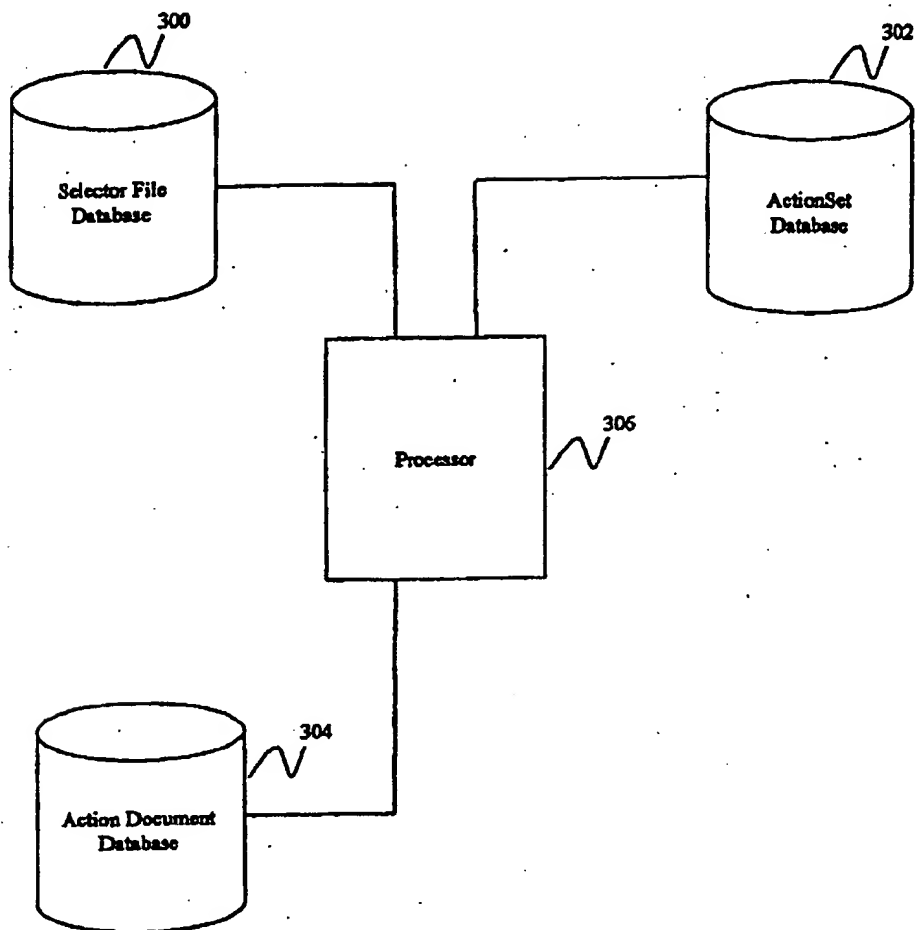 300
302
Selector File
Database
ActionSet
Database
Processor
306
304
Action Document
Database